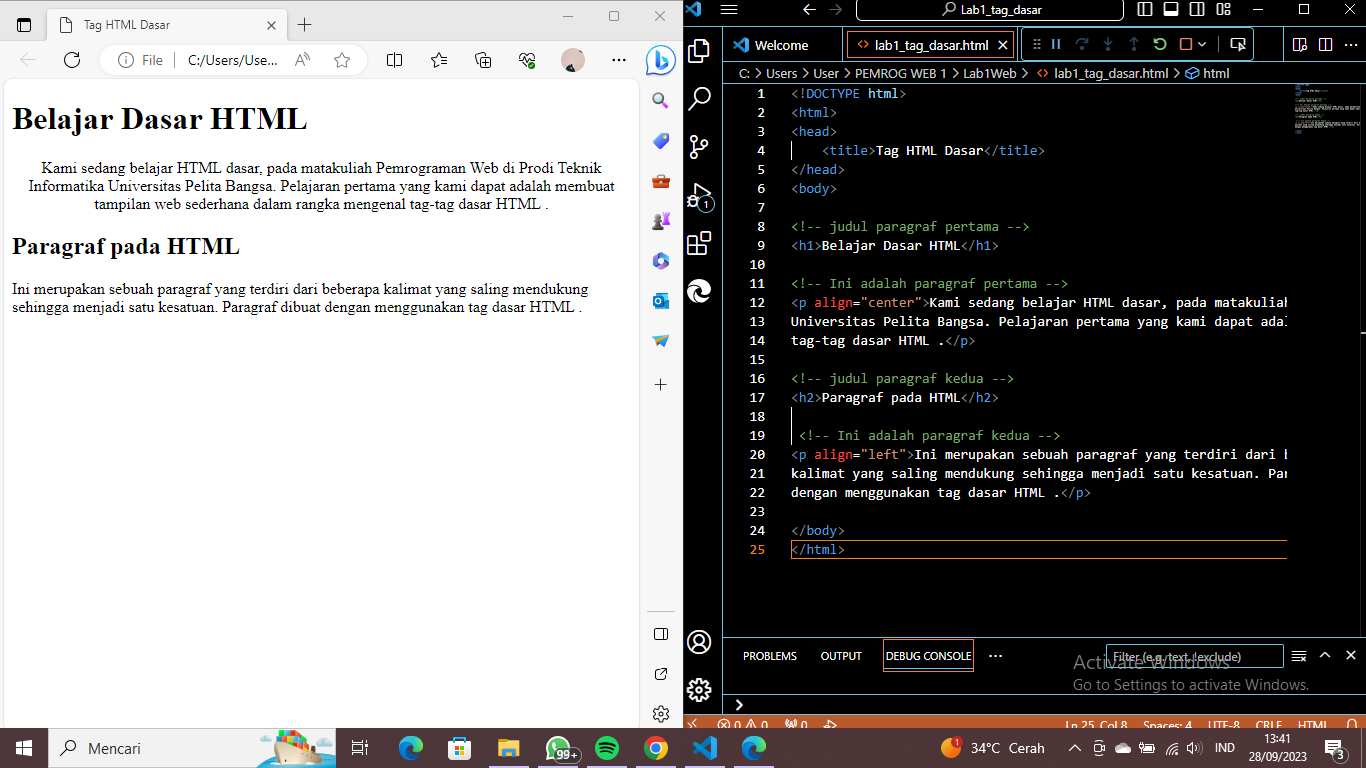 Tag HTML Dasar
File
C:/Users/Use...
Belajar Dasar HTML
Kami sedang belajar HTML dasar, pada matakuliah Pemrograman Web di Prodi Teknik
Informatika Universitas Pelita Bangsa. Pelajaran pertama yang kami dapat adalah membuat
tampilan web sederhana dalam rangka mengenal tag-tag dasar HTML .
Paragraf pada HTML
Ini merupakan sebuah paragraf yang terdiri dari beberapa kalimat yang saling mendukung
sehingga menjadi satu kesatuan. Paragraf dibuat dengan menggunakan tag dasar HTML .
Lab1_tag_dasar
Welcome
lab1_tag_dasar.html
C: > Users > User > PEMROG WEB 1 > Lab1Web > lab1_tag_dasar.html > html
1 <!DOCTYPE html>
2 <html>
3 <head>
4 <title>Tag HTML Dasar</title>
5 </head>
6 <body>
7
8 <!-- judul paragraf pertama -->
9 <h1>Belajar Dasar HTML</h1>
10
11 <!-- Ini adalah paragraf pertama -->
12 <p align="center">Kami sedang belajar HTML dasar, pada matakuliah
13 Universitas Pelita Bangsa. Pelajaran pertama yang kami dapat adal
14 tag-tag dasar HTML .</p>
15
16 <!-- judul paragraf kedua -->
17 <h2>Paragraf pada HTML</h2>
18
19 <!-- Ini adalah paragraf kedua -->
20 <p align="left">Ini merupakan sebuah paragraf yang terdiri dari b
21 kalimat yang saling mendukung sehingga menjadi satu kesatuan. Par
22 dengan menggunakan tag dasar HTML .</p>
23
24 </body>
25 </html>
1
PROBLEMS OUTPUT DEBUG CONSOLE
Filter (e.g. text, !exclude)
Activate Windows
Go to Settings to activate Windows.
0 0 0 Ln 25, Col 8 Spaces: 4 UTF-8 CRLF HTML
Mencari
99+
1
34°C Cerah
IND
13:41
28/09/2023
3